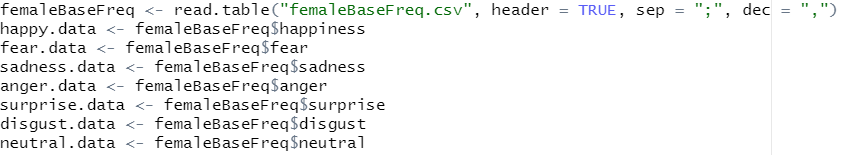 femaleBaseFreq <- read.table("femaleBaseFreq.csv", header = TRUE, sep = ";", dec = ",")
happy.data <- femaleBaseFreq$happiness
fear.data <- femaleBaseFreq$fear
sadness.data <- femaleBaseFreq$sadness
anger.data <- femaleBaseFreq$anger
surprise.data <- femaleBaseFreq$surprise
disgust.data <- femaleBaseFreq$disgust
neutral.data <- femaleBaseFreq$neutral